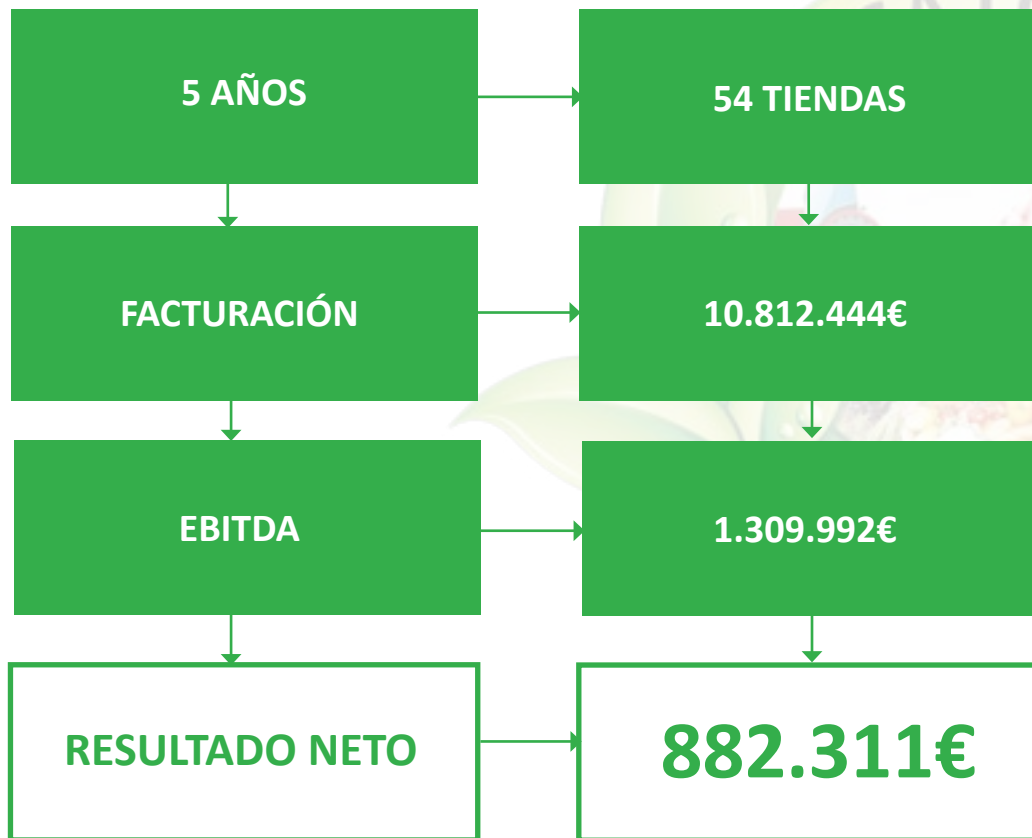 5 AÑOS
54 TIENDAS
FACTURACIÓN
10.812.444€
EBITDA
1.309.992€
RESULTADO NETO
882.311€